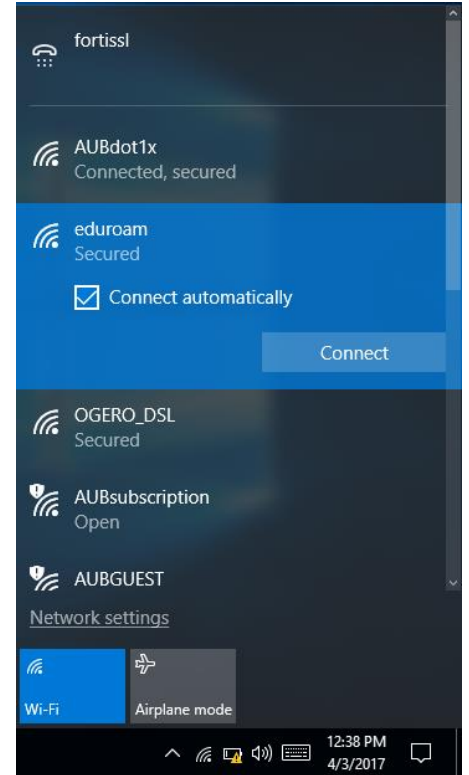 fortissl
AUBdot1x
Connected, secured
eduroam
Secured
Connect automatically
Connect
OGERO_DSL
Secured
AUBsubscription
Open
AUBGUEST
Network settings
Wi-Fi
Airplane mode
12:38 PM
4/3/2017